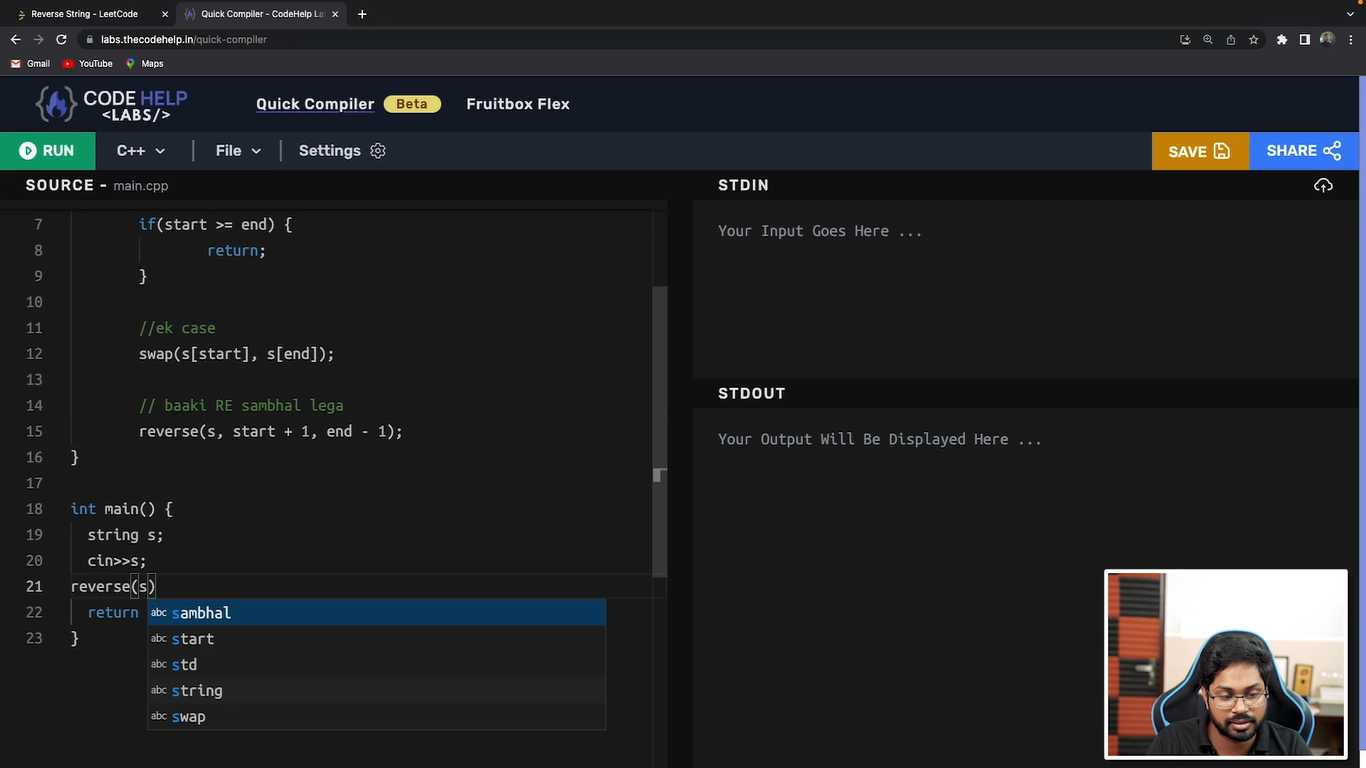 Reverse String - LeetCode
Quick Compiler - CodeHelp La
labs.thecodehelp.in/quick-compiler
Gmail YouTube Maps
CODE HELP
<LABS/>
Quick Compiler Beta Fruitbox Flex
RUN C++ File Settings SAVE SHARE
SOURCE - main.cpp
STDIN
Your Input Goes Here ...
STDOUT
Your Output Will Be Displayed Here ...
7 if(start >= end) {
8 return;
9 }
10
11 //ek case
12 swap(s[start], s[end]);
13
14 // baaki RE sambhal lega
15 reverse(s, start + 1, end - 1);
16 }
17
18 int main() {
19 string s;
20 cin>>s;
21 reverse(s)
22 return
23 }
abc sambhal
abc start
abc std
abc string
abc swap